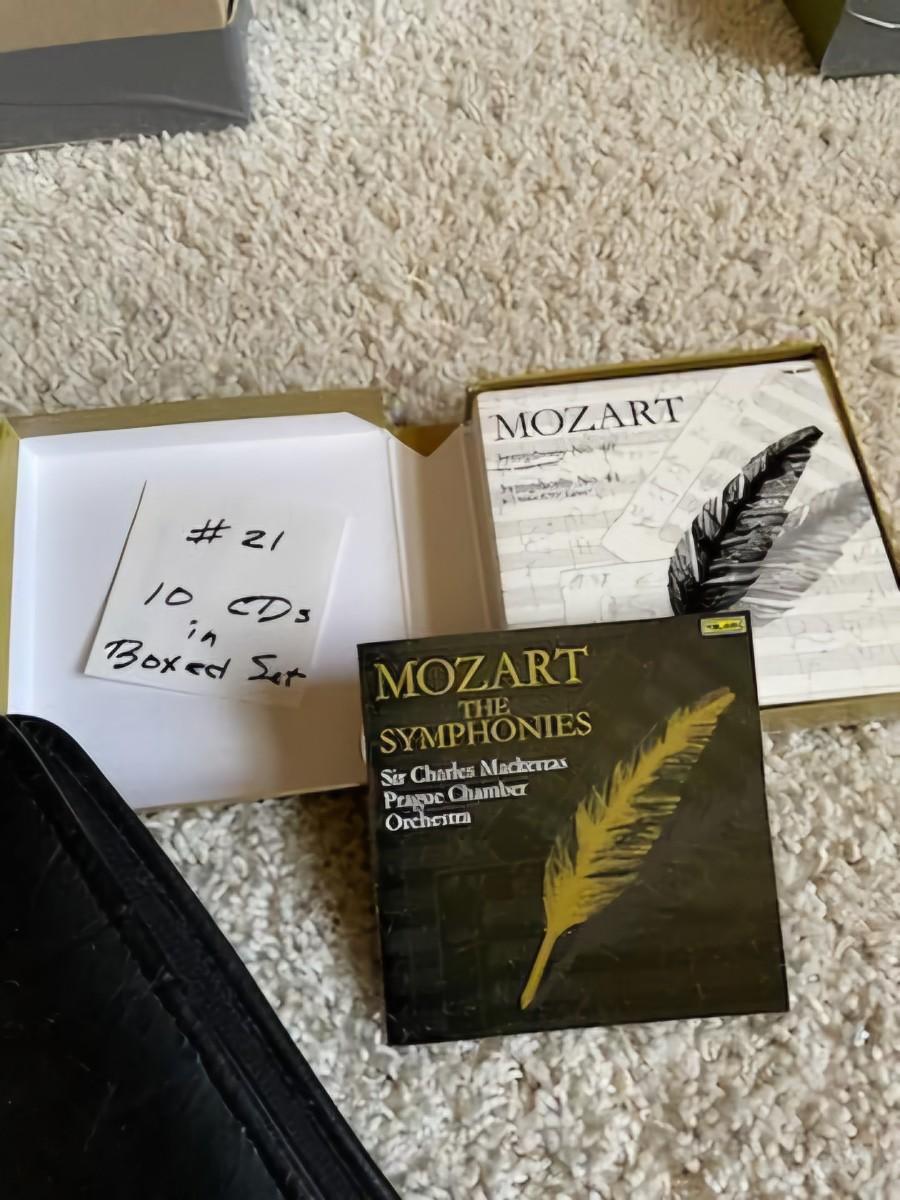 # 21
10 CDs
in
Boxed Set
MOZART
MOZART
THE
SYMPHONIES
Sir Charles Mackerras
Prague Chamber
Orchestra